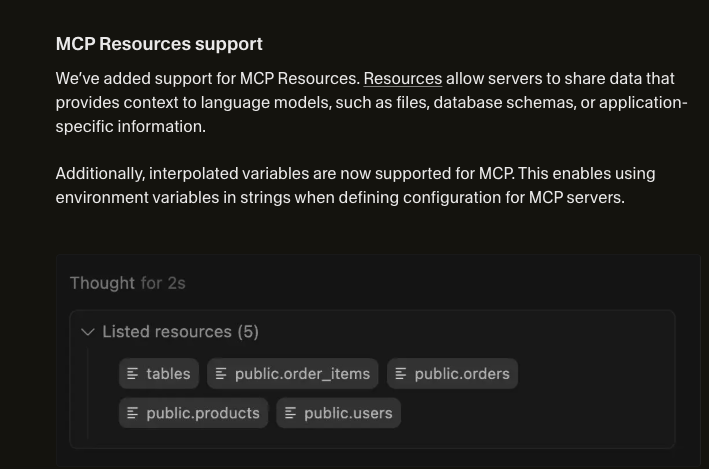 MCP Resources support
We’ve added support for MCP Resources. Resources allow servers to share data that
provides context to language models, such as files, database schemas, or application-
specific information.
Additionally, interpolated variables are now supported for MCP. This enables using
environment variables in strings when defining configuration for MCP servers.
Thought for 2s
Listed resources (5)
tables public.order_items public.orders
public.products public.users